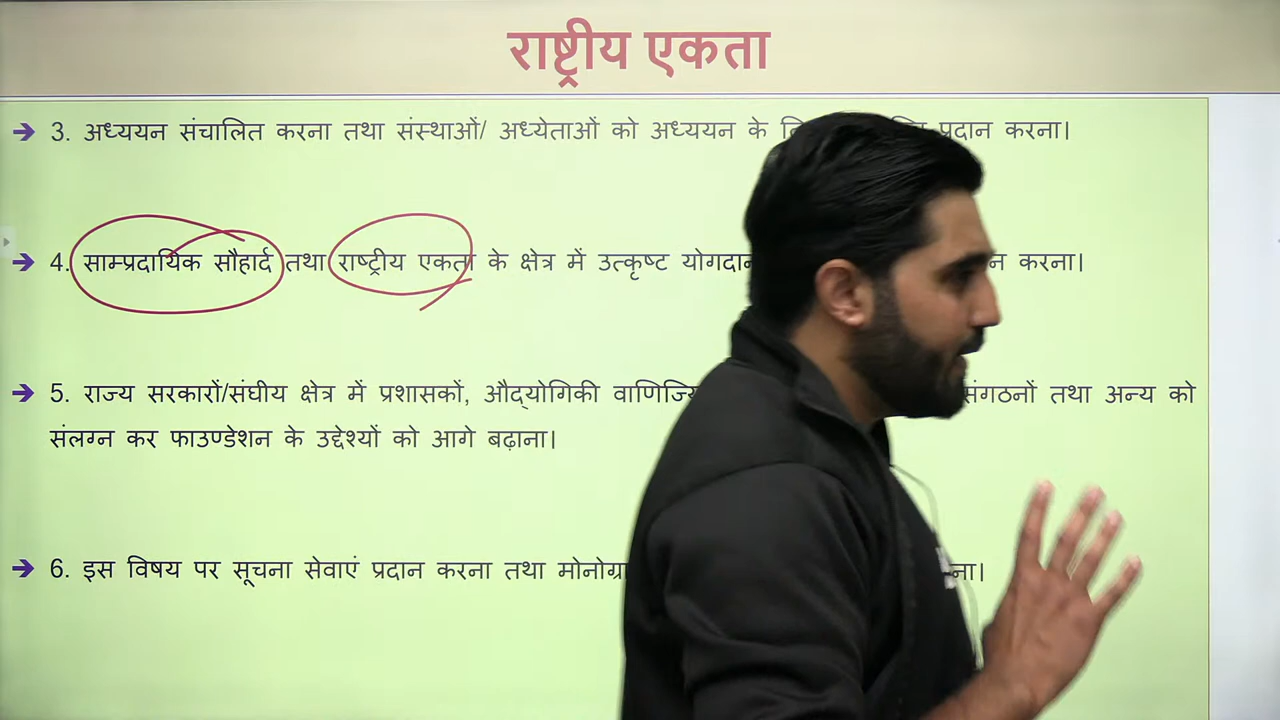 राष्ट्रीय एकता
3. अध्ययन संचालित करना तथा संस्थाओं/ अध्येताओं को अध्ययन के प्रदान करना।
4. साम्प्रदायिक सौहार्द तथा राष्ट्रीय एकता के क्षेत्र में उत्कृष्ट करना।
5. राज्य सरकारों/संघीय क्षेत्र में प्रशासकों, औद्योगिकी तथा अन्य को
संलग्न कर फाउण्डेशन के उद्देश्यों को आगे बढ़ाना।
6. इस विषय पर सूचना सेवाएं प्रदान करना तथा